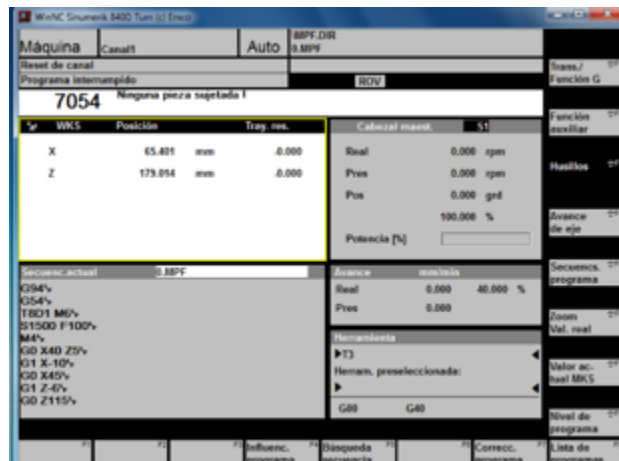 WinNC Sinumerik 840D Turn (c) Emco
Máquina Canal1 Auto \MPF.DIR
0.MPF
Reset de canal
Programa interrumpido ROV
7054 Ninguna pieza sujetada !
WKS Posición Tray. res.
X 65.401 mm -0.000
Z 179.014 mm -0.000
Cabezal maest. S1
Real 0.000 rpm
Pres 0.000 rpm
Pos 0.000 grd
100.000 %
Potencia [%]
Secuenc.actual 0.MPF
G94
G54
T8D1 M6
S1500 F100
M4
G0 X40 Z5
G1 X-10
G0 X45
G1 Z-6
G0 Z115
Avance mm/min
Real 0.000 40.000 %
Pres 0.000
Herramienta
T3
Herram. preseleccionada:
G00 G40
Trans./
Función G
Función
auxiliar
Husillos
Avance
de eje
Secuencs.
programa
Zoom
Val. real
Valor ac-
tual MKS
Nivel de
programa
Influenc.
programa
Búsqueda
secuencia
Correcc.
programa
Lista de
programas